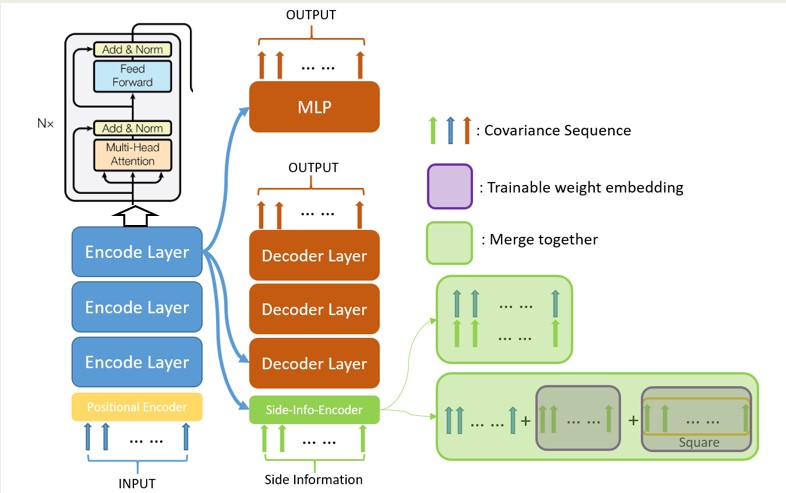 OUTPUT
... ...
MLP
Add & Norm
Feed
Forward
N×
Add & Norm
Multi-Head
Attention
OUTPUT
... ...
Encode Layer
Encode Layer
Encode Layer
Positional Encoder
... ...
INPUT
Decoder Layer
Decoder Layer
Decoder Layer
Side-Info-Encoder
... ...
Side Information
: Covariance Sequence
: Trainable weight embedding
: Merge together
... ...
... ...
... ... + ... ... + ... ...
Square